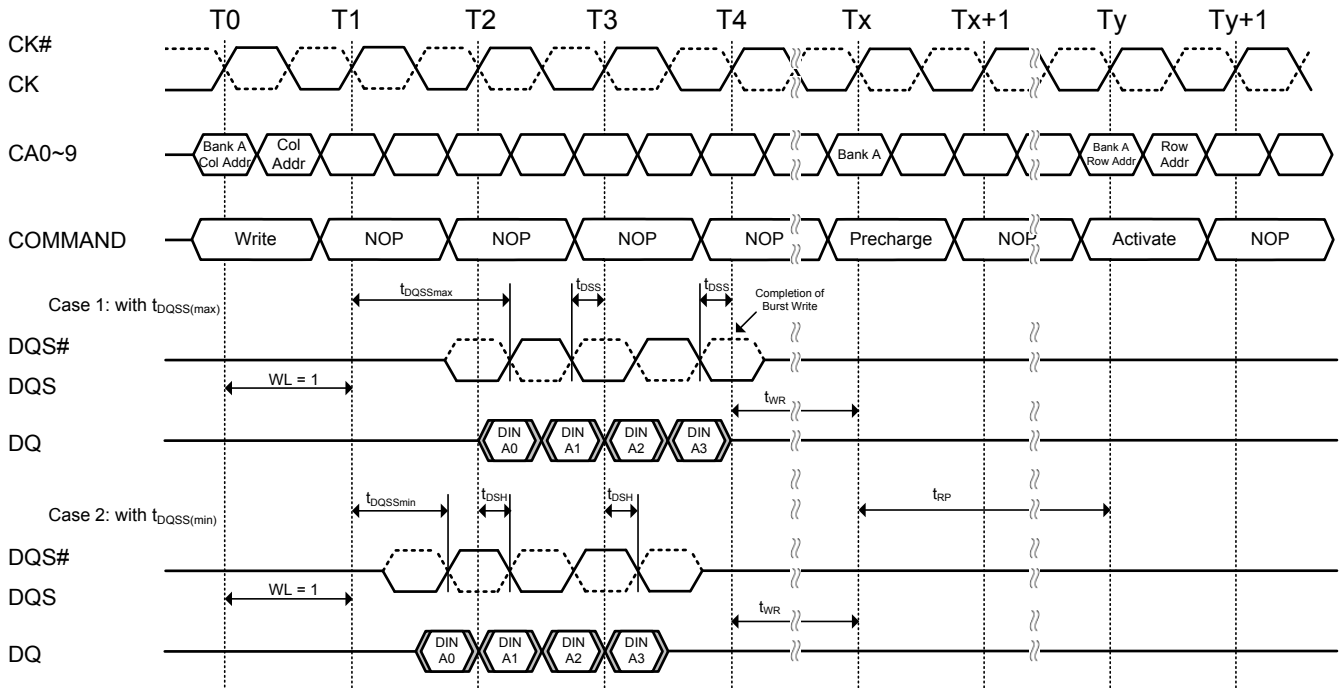 T0 T1 T2 T3 T4 Tx Tx+1 Ty Ty+1
CK#
CK
CA0~9
Bank A
Col Addr
Col
Addr
Bank A
Bank A
Row Addr
Row
Addr
COMMAND
Write NOP NOP NOP NOP Precharge NOP Activate NOP
Case 1: with tDQSS(max)
tDQSSmax tDSS tDSS
Completion of
Burst Write
DQS#
DQS
WL = 1
tWR
DQ
DIN
A0
DIN
A1
DIN
A2
DIN
A3
Case 2: with tDQSS(min)
tDQSSmin tDSH tDSH
tRP
DQS#
DQS
WL = 1
tWR
DQ
DIN
A0
DIN
A1
DIN
A2
DIN
A3